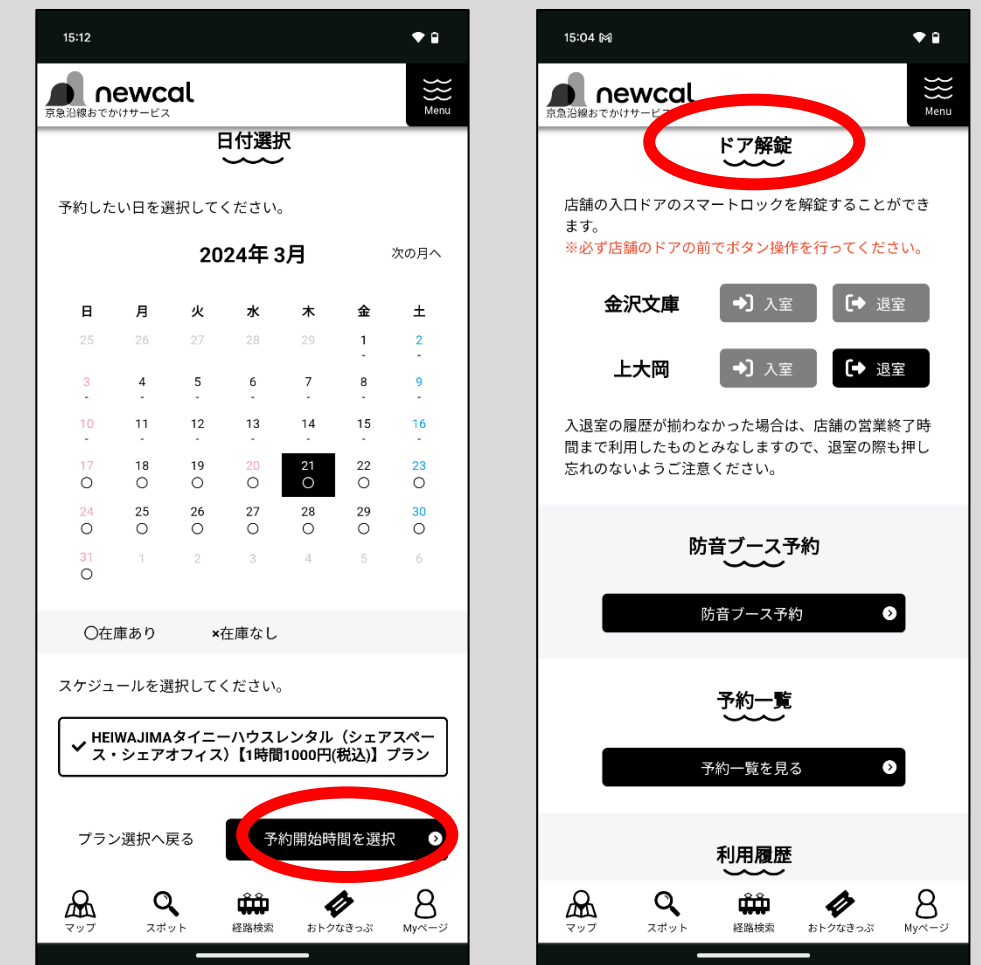 15:12
newcal
京急沿線おでかけサービス
Menu
日付選択
予約したい日を選択してください。
2024年 3月
次の月へ
日 月 火 水 木 金 土
25 26 27 28 29 1 2
- -
3 4 5 6 7 8 9
- - - - - - -
10 11 12 13 14 15 16
- - - - - - -
17 18 19 20 21 22 23
〇 〇 〇 〇 〇 〇 〇
24 25 26 27 28 29 30
〇 〇 〇 〇 〇 〇 〇
31 1 2 3 4 5 6
〇
〇在庫あり ×在庫なし
スケジュールを選択してください。
HEIWAJIMAタイニーハウスレンタル（シェアスペー
ス・シェアオフィス）【1時間1000円(税込)】プラン
プラン選択へ戻る
予約開始時間を選択
マップ スポット 経路検索 おトクなきっぷ Myページ
15:04
newcal
京急沿線おでかけサービス
Menu
ドア解錠
店舗の入口ドアのスマートロックを解錠することができ
ます。
※必ず店舗のドアの前でボタン操作を行ってください。
金沢文庫 入室 退室
上大岡 入室 退室
入退室の履歴が揃わなかった場合は、店舗の営業終了時
間まで利用したものとみなしますので、退室の際も押し
忘れのないようご注意ください。
防音ブース予約
防音ブース予約
予約一覧
予約一覧を見る
利用履歴
マップ スポット 経路検索 おトクなきっぷ Myページ